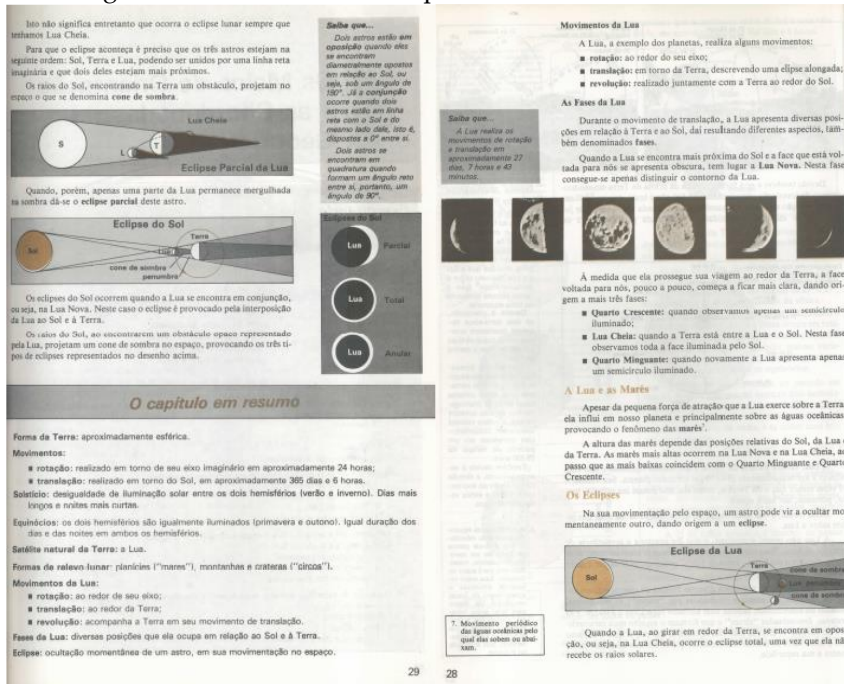 Isto não significa entretanto que ocorra o eclipse lunar sempre que
tenhamos Lua Cheia.
Para que o eclipse aconteça é preciso que os três astros estejam na
seguinte ordem: Sol, Terra e Lua, podendo ser unidos por uma linha reta
imaginária e que dois deles estejam mais próximos.
Os raios do Sol, encontrando na Terra um obstáculo, projetam no
espaço o que se denomina cone de sombra.
S
L
T
Lua Cheia
Eclipse Parcial da Lua
Quando, porém, apenas uma parte da Lua permanece mergulhada
na sombra dá-se o eclipse parcial deste astro.
Eclipse do Sol
Sol
Terra
Lua
cone de sombra
penumbra
Os eclipses do Sol ocorrem quando a Lua se encontra em conjunção,
ou seja, na Lua Nova. Neste caso o eclipse é provocado pela interposição
da Lua ao Sol e à Terra.
Os raios do Sol, ao encontrarem um obstáculo opaco representado
pela Lua, projetam um cone de sombra no espaço, provocando os três ti-
pos de eclipses representados no desenho acima.
Saiba que...
Dois astros estão em
oposição quando eles
se encontram
diametralmente opostos
em relação ao Sol, ou
seja, sob um ângulo de
180°. Já a conjunção
ocorre quando dois
astros estão em linha
reta com o Sol e do
mesmo lado dele, isto é,
dispostos a 0° entre si.
Dois astros se
encontram em
quadratura quando
formam um ângulo reto
entre si, portanto, um
ângulo de 90°.
Eclipses do Sol
Lua Parcial
Lua Total
Lua Anular
O capítulo em resumo
Forma da Terra: aproximadamente esférica.
Movimentos:
■ rotação: realizado em torno de seu eixo imaginário em aproximadamente 24 horas;
■ translação: realizado em torno do Sol, em aproximadamente 365 dias e 6 horas.
Solstício: desigualdade de iluminação solar entre os dois hemisférios (verão e inverno). Dias mais
longos e noites mais curtas.
Equinócios: os dois hemisférios são igualmente iluminados (primavera e outono). Igual duração dos
dias e das noites em ambos os hemisférios.
Satélite natural da Terra: a Lua.
Formas de relevo lunar: planícies ("mares"), montanhas e crateras ("circos").
Movimentos da Lua:
■ rotação: ao redor de seu eixo;
■ translação: ao redor da Terra;
■ revolução: acompanha a Terra em seu movimento de translação.
Fases da Lua: diversas posições que ela ocupa em relação ao Sol e à Terra.
Eclipse: ocultação momentânea de um astro, em sua movimentação no espaço.
29
Movimentos da Lua
A Lua, a exemplo dos planetas, realiza alguns movimentos:
■ rotação: ao redor do seu eixo;
■ translação: em torno da Terra, descrevendo uma elipse alongada;
■ revolução: realizado juntamente com a Terra ao redor do Sol.
As Fases da Lua
Durante o movimento de translação, a Lua apresenta diversas posi-
ções em relação à Terra e ao Sol, daí resultando diferentes aspectos, tam-
bém denominados fases.
Quando a Lua se encontra mais próxima do Sol e a face que está vol-
tada para nós se apresenta obscura, tem lugar a Lua Nova. Nesta fase
consegue-se apenas distinguir o contorno da Lua.
Saiba que...
A Lua realiza os
movimentos de rotação
e translação em
aproximadamente 27
dias, 7 horas e 43
minutos.
À medida que ela prossegue sua viagem ao redor da Terra, a face
voltada para nós, pouco a pouco, começa a ficar mais clara, dando ori-
gem a mais três fases:
■ Quarto Crescente: quando observamos apenas um semicírculo
iluminado;
■ Lua Cheia: quando a Terra está entre a Lua e o Sol. Nesta fase
observamos toda a face iluminada pelo Sol.
■ Quarto Minguante: quando novamente a Lua apresenta apenas
um semicírculo iluminado.
A Lua e as Marés
Apesar da pequena força de atração que a Lua exerce sobre a Terra
ela influi em nosso planeta e principalmente sobre as águas oceânicas
provocando o fenômeno das marés⁷.
A altura das marés depende das posições relativas do Sol, da Lua e
da Terra. As marés mais altas ocorrem na Lua Nova e na Lua Cheia, ao
passo que as mais baixas coincidem com o Quarto Minguante e Quarto
Crescente.
Os Eclipses
Na sua movimentação pelo espaço, um astro pode vir a ocultar mo-
mentaneamente outro, dando origem a um eclipse.
Eclipse da Lua
Sol
Terra
cone de sombra
Lua
cone de sombra
7. Movimento periódico
das águas oceânicas pelo
qual elas sobem ou abai-
xam.
Quando a Lua, ao girar em redor da Terra, se encontra em opos
ção, ou seja, na Lua Cheia, ocorre o eclipse total, uma vez que ela nã
recebe os raios solares.
28